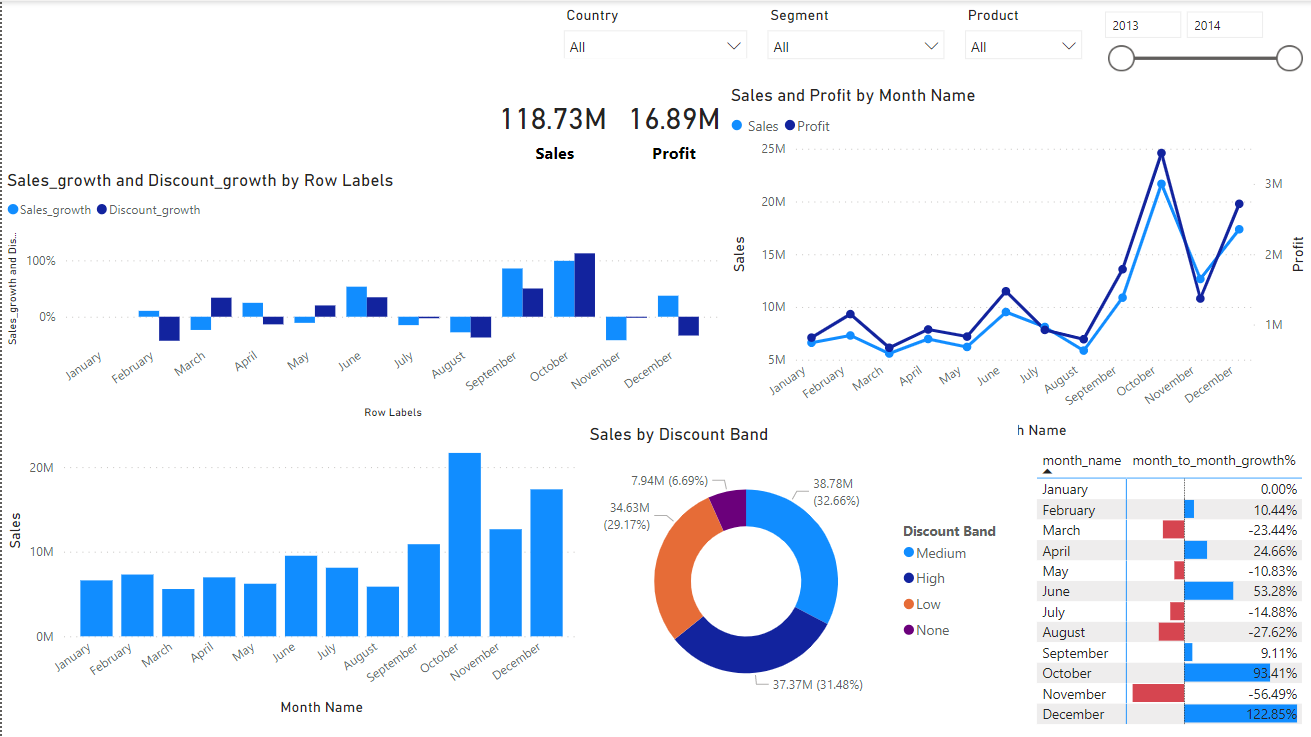 Country
Segment
Product
All
All
All
2013
2014
118.73M
16.89M
Sales
Profit
Sales and Profit by Month Name
Sales Profit
25M
20M
15M
10M
5M
Sales
3M
2M
1M
Profit
January
February
March
April
May
June
July
August
September
October
November
December
Sales_growth and Discount_growth by Row Labels
Sales_growth Discount_growth
Sales_growth and Dis...
100%
0%
January
February
March
April
May
June
July
August
September
October
November
December
Row Labels
20M
10M
0M
Sales
January
February
March
April
May
June
July
August
September
October
November
December
Month Name
Sales by Discount Band
7.94M (6.69%)
38.78M
(32.66%)
34.63M
(29.17%)
37.37M (31.48%)
Discount Band
Medium
High
Low
None
h Name
month_name month_to_month_growth%
January 0.00%
February 10.44%
March -23.44%
April 24.66%
May -10.83%
June 53.28%
July -14.88%
August -27.62%
September 9.11%
October 93.41%
November -56.49%
December 122.85%